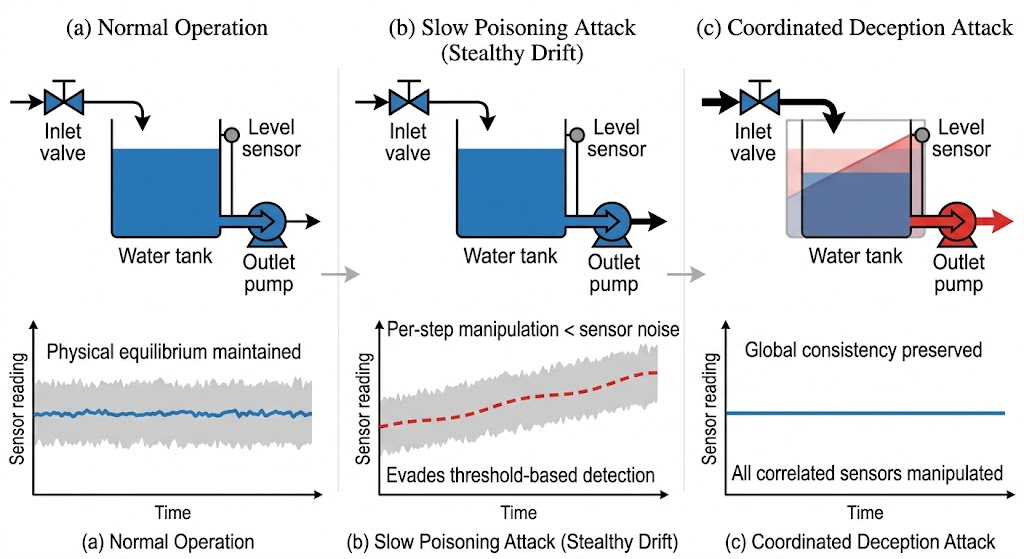 (a) Normal Operation
(b) Slow Poisoning Attack
(Stealthy Drift)
(c) Coordinated Deception Attack
Inlet
valve
Level
sensor
Water tank
Outlet
pump
Inlet
valve
Level
sensor
Water tank
Outlet
pump
Inlet
valve
Level
sensor
Water tank
Outlet
pump
Sensor reading
Physical equilibrium maintained
Time
Sensor reading
Per-step manipulation < sensor noise
Evades threshold-based detection
Time
Sensor reading
Global consistency preserved
All correlated sensors manipulated
Time
(a) Normal Operation
(b) Slow Poisoning Attack (Stealthy Drift)
(c) Coordinated Deception Attack